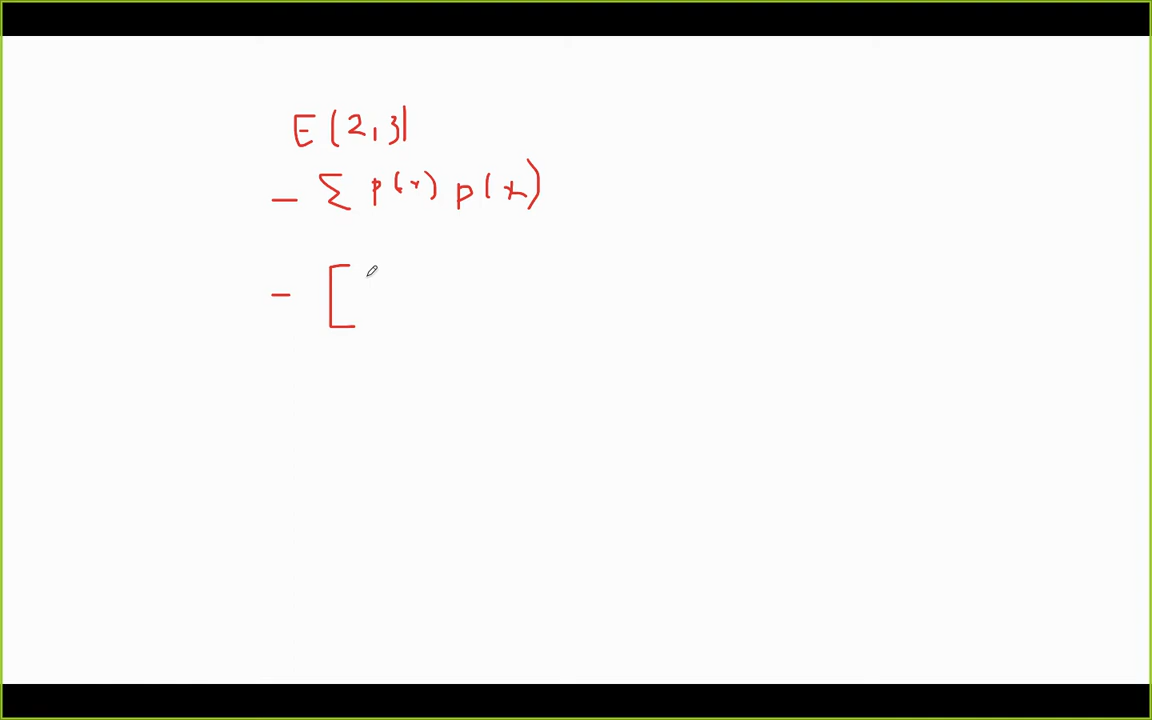 E(2,3|
- Σ p(x) p(x)
- [